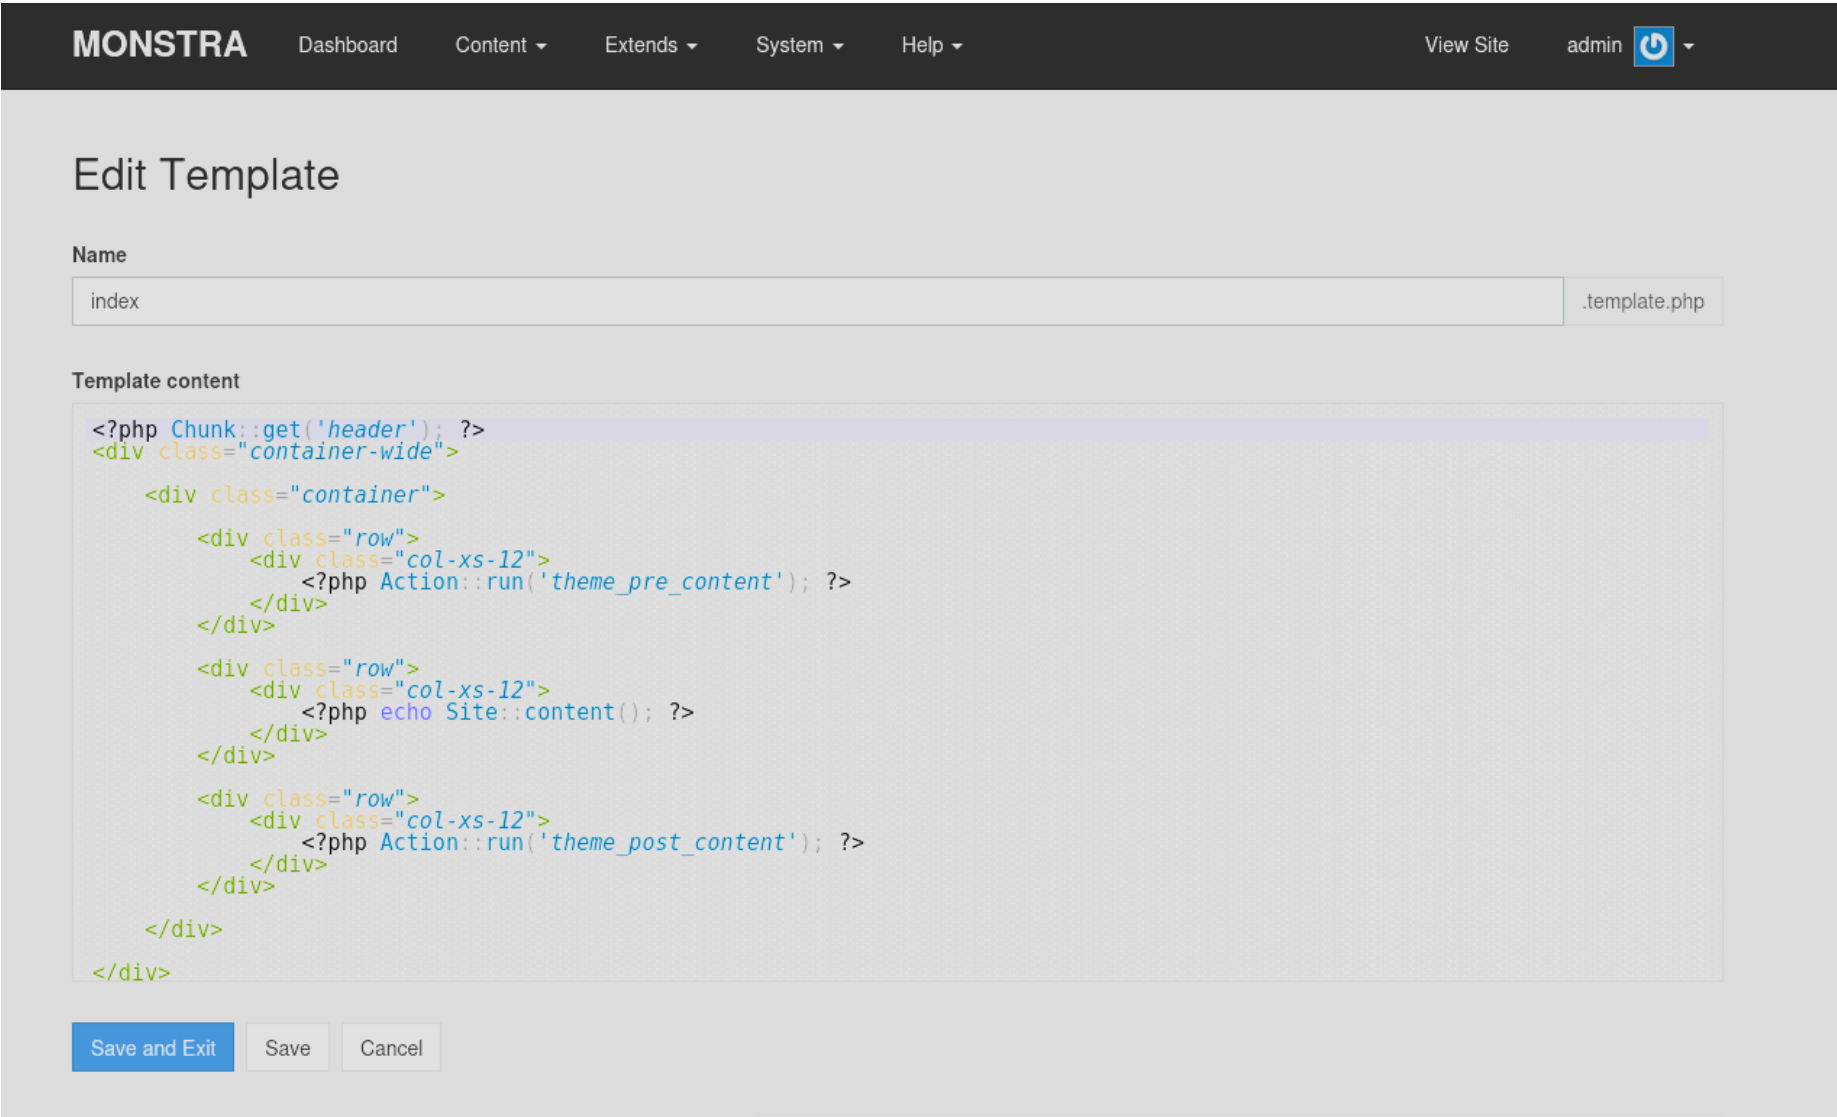 MONSTRA Dashboard Content Extends System Help View Site admin
Edit Template
Name
index .template.php
Template content
<?php Chunk::get('header'); ?>
<div class="container-wide">
    <div class="container">
        <div class="row">
            <div class="col-xs-12">
                <?php Action::run('theme_pre_content'); ?>
            </div>
        </div>
        <div class="row">
            <div class="col-xs-12">
                <?php echo Site::content(); ?>
            </div>
        </div>
        <div class="row">
            <div class="col-xs-12">
                <?php Action::run('theme_post_content'); ?>
            </div>
        </div>
    </div>
</div>
Save and Exit Save Cancel